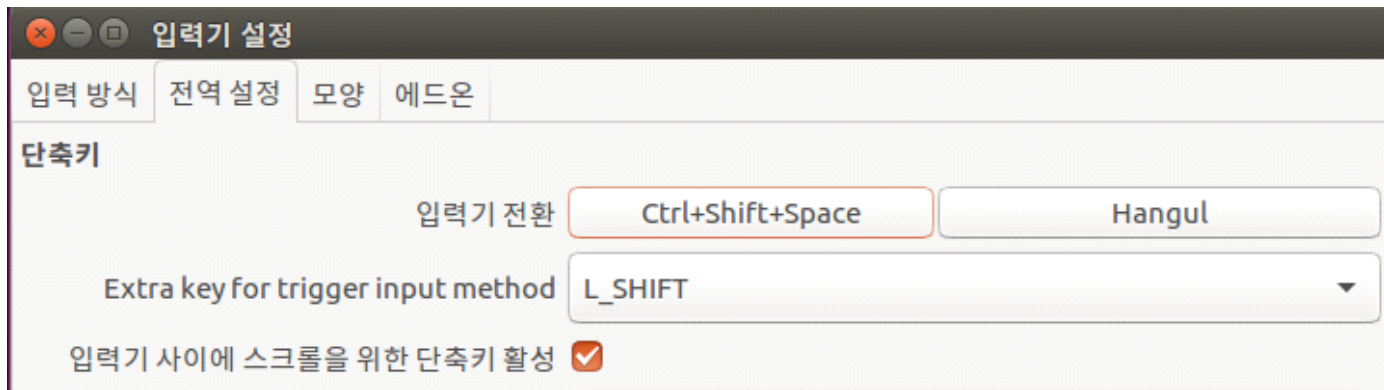 입력기 설정
입력 방식 전역 설정 모양 에드온
단축키
입력기 전환 Ctrl+Shift+Space Hangul
Extra key for trigger input method L_SHIFT
입력기 사이에 스크롤을 위한 단축키 활성